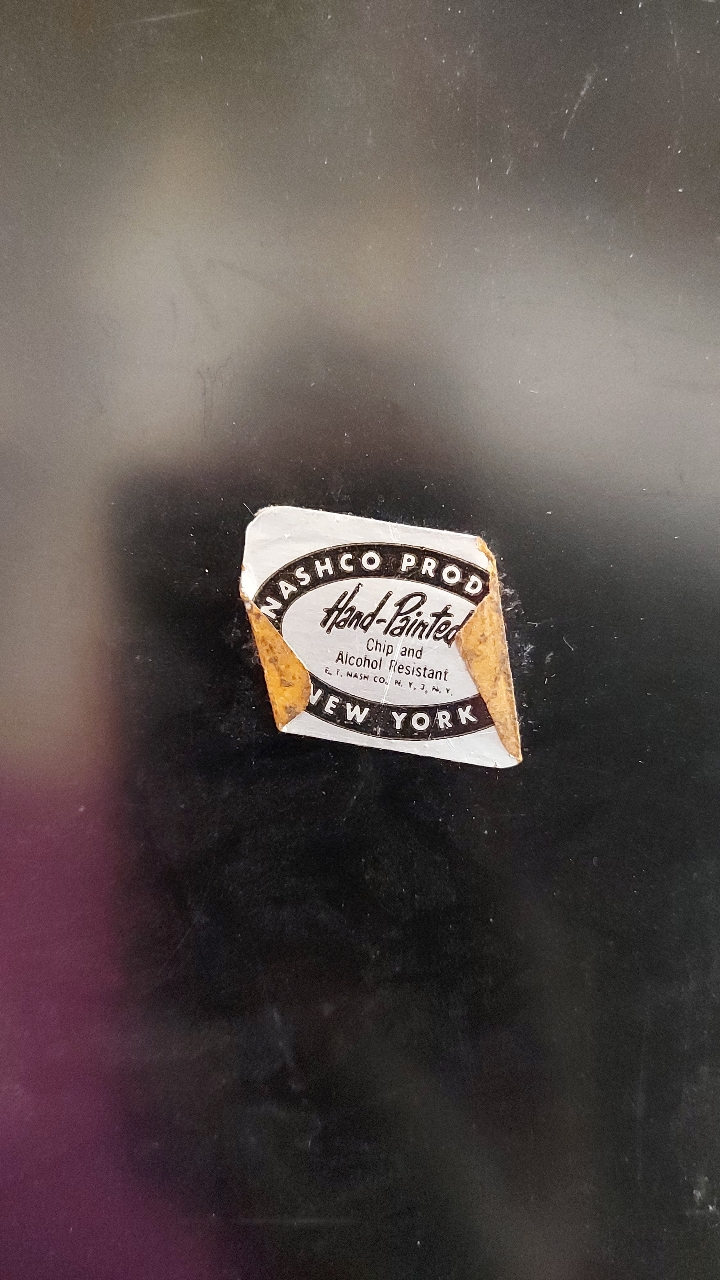 NASHCO PROD
Hand-Painted
Chip and
Alcohol Resistant
E. T. NASH CO. N. Y. 3, N. Y.
NEW YORK